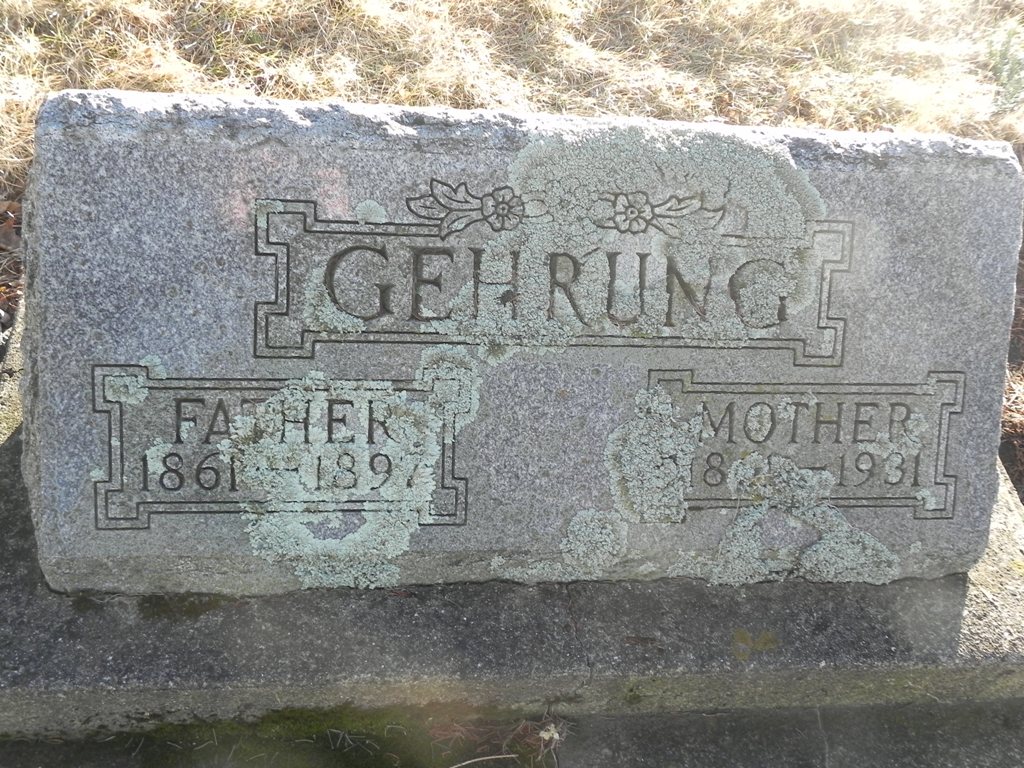 GEHRUNG
FATHER
1861-1897
MOTHER
-1931